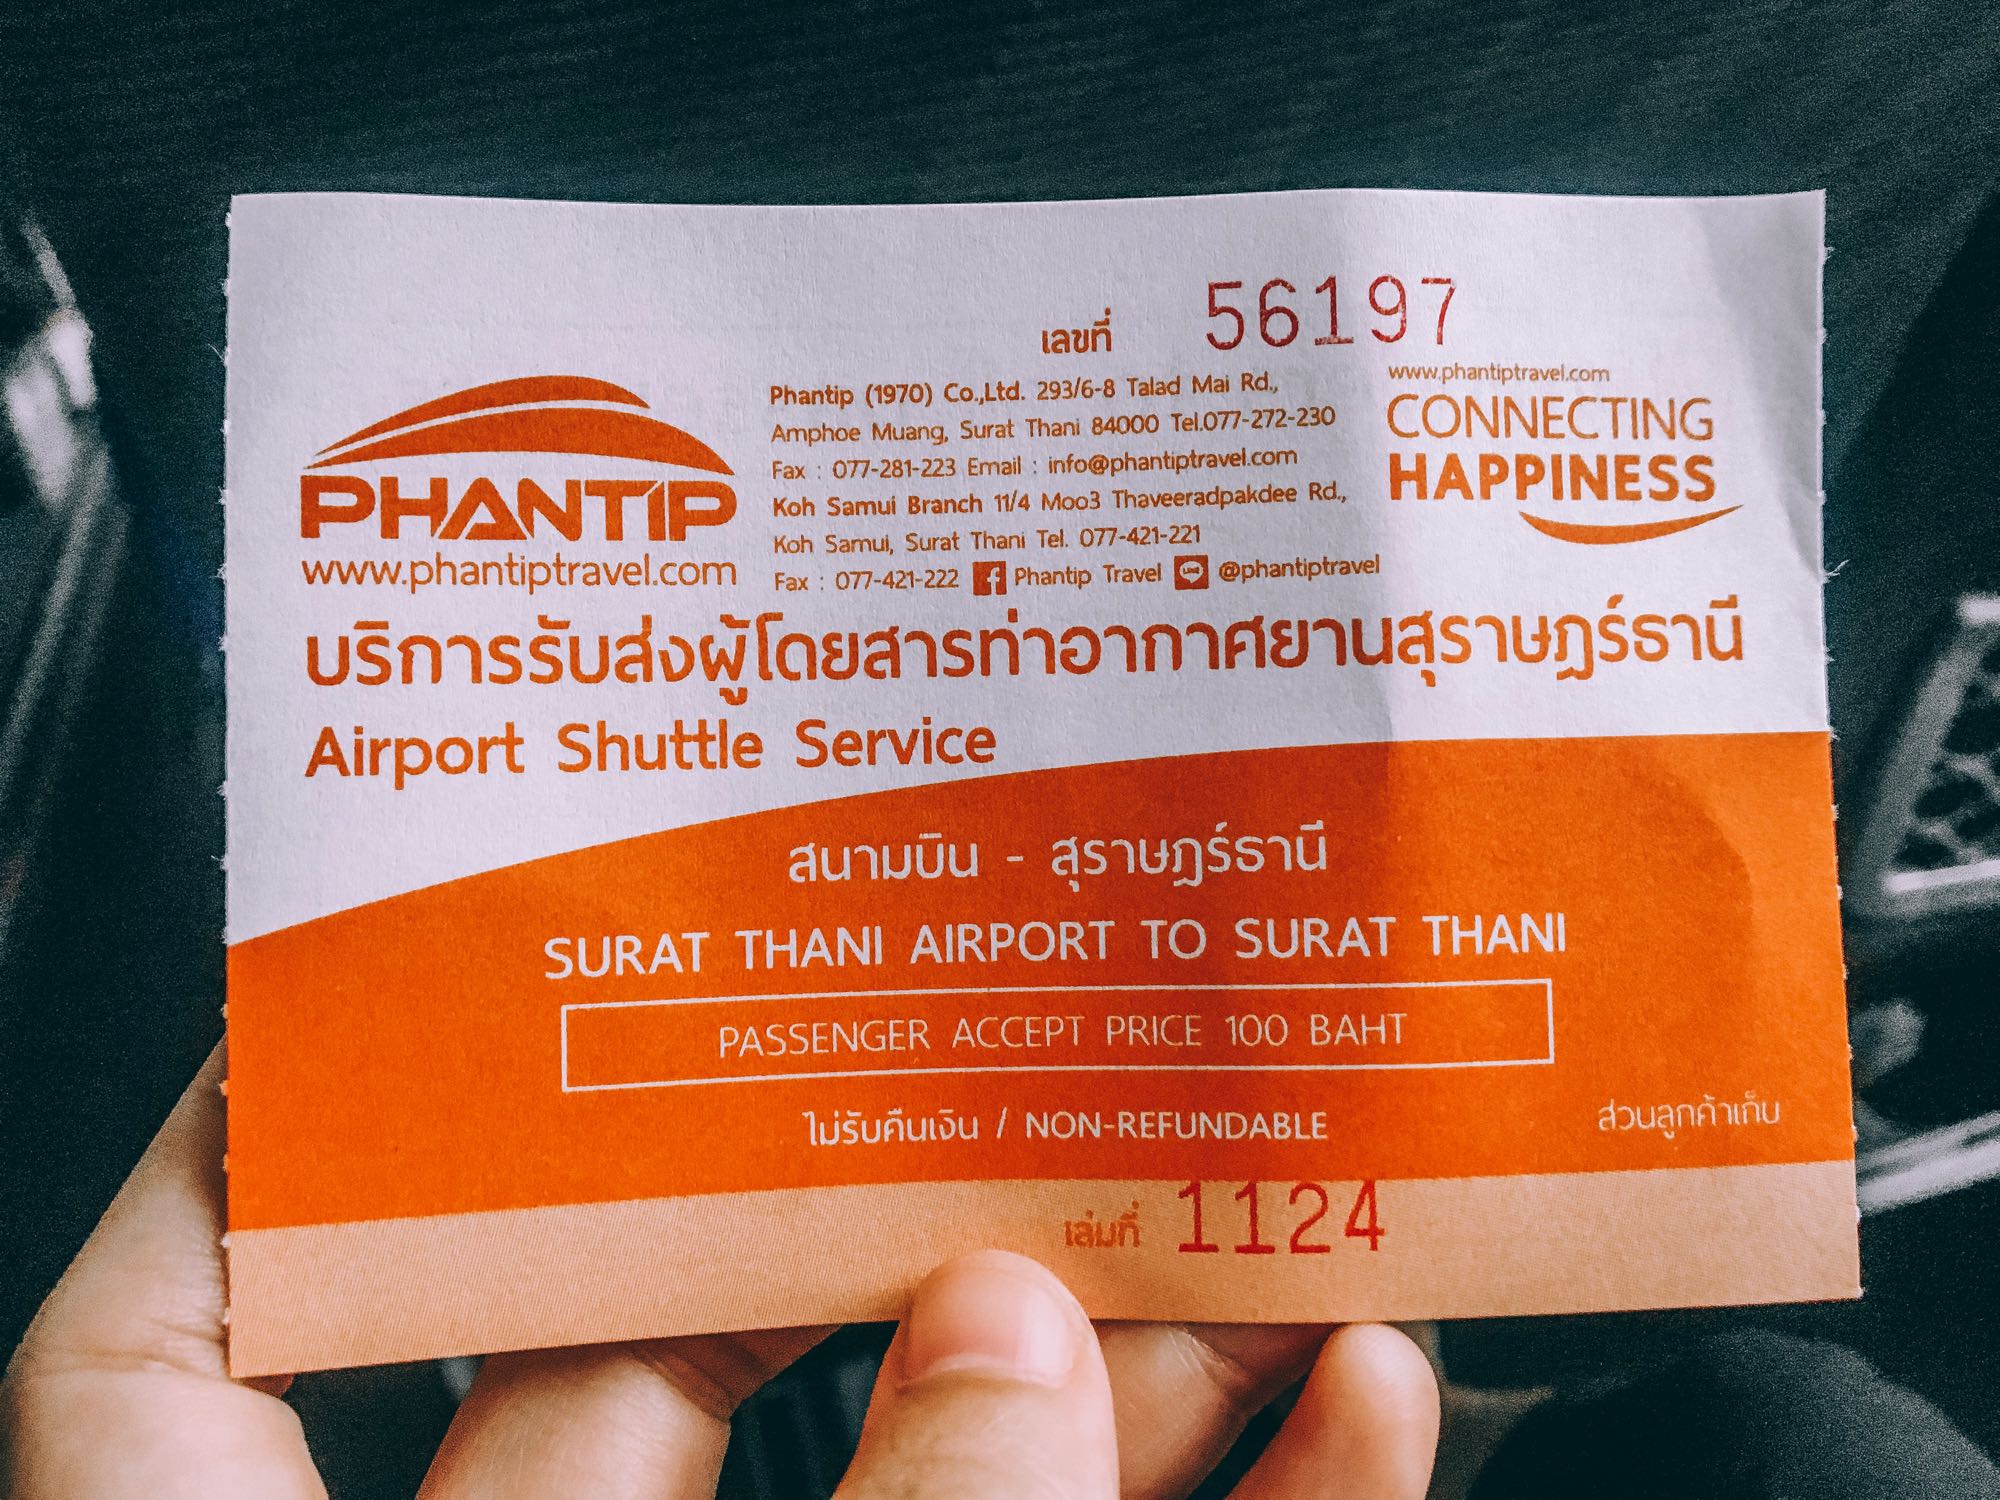 เลขที่ 56197
PHANTIP
www.phantiptravel.com
Phantip (1970) Co.,Ltd. 293/6-8 Talad Mai Rd.,
Amphoe Muang, Surat Thani 84000 Tel.077-272-230
Fax : 077-281-223 Email : info@phantiptravel.com
Koh Samui Branch 11/4 Moo3 Thaveeradpakdee Rd.,
Koh Samui, Surat Thani Tel. 077-421-221
Fax : 077-421-222 f Phantip Travel LINE @phantiptravel
www.phantiptravel.com
CONNECTING
HAPPINESS
บริการรับส่งผู้โดยสารท่าอากาศยานสุราษฎร์ธานี
Airport Shuttle Service
สนามบิน - สุราษฎร์ธานี
SURAT THANI AIRPORT TO SURAT THANI
PASSENGER ACCEPT PRICE 100 BAHT
ไม่รับคืนเงิน / NON-REFUNDABLE
ส่วนลูกค้าเก็บ
เล่มที่ 1124